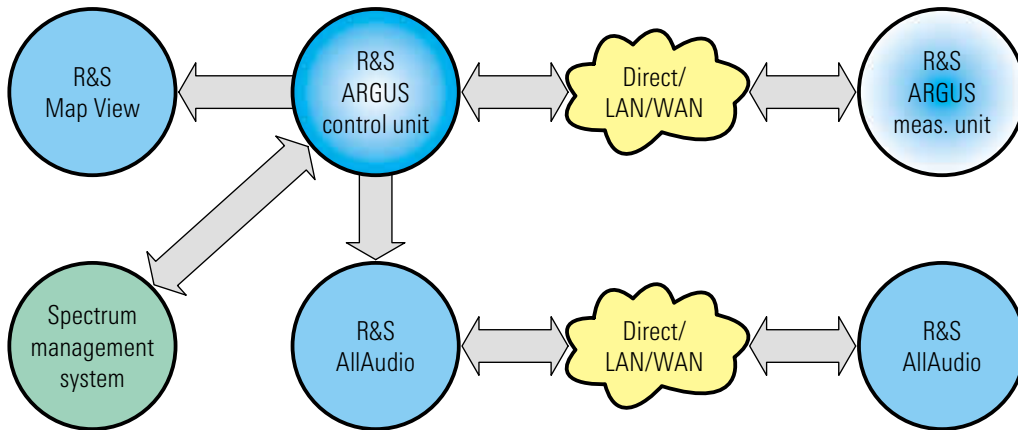 R&S
Map View
R&S
ARGUS
control unit
Direct/
LAN/WAN
R&S
ARGUS
meas. unit
Spectrum
management
system
R&S
AllAudio
Direct/
LAN/WAN
R&S
AllAudio